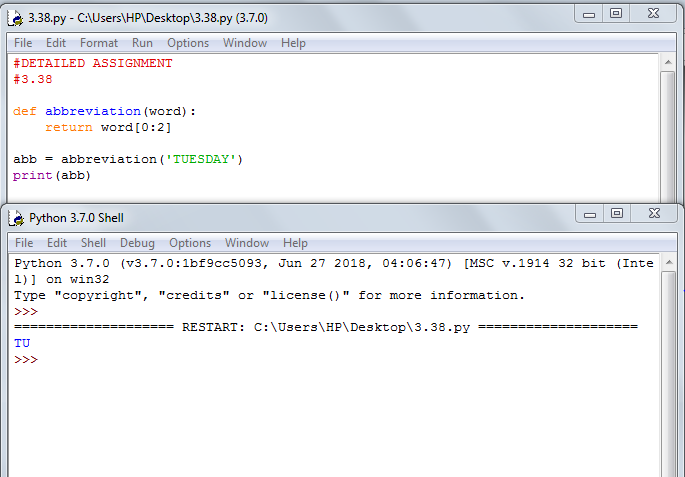 3.38.py - C:\Users\HP\Desktop\3.38.py (3.7.0)
File Edit Format Run Options Window Help
#DETAILED ASSIGNMENT
#3.38
def abbreviation(word):
    return word[0:2]
abb = abbreviation('TUESDAY')
print(abb)
Python 3.7.0 Shell
File Edit Shell Debug Options Window Help
Python 3.7.0 (v3.7.0:1bf9cc5093, Jun 27 2018, 04:06:47) [MSC v.1914 32 bit (Inte
l)] on win32
Type "copyright", "credits" or "license()" for more information.
>>>
==================== RESTART: C:\Users\HP\Desktop\3.38.py ====================
TU
>>>